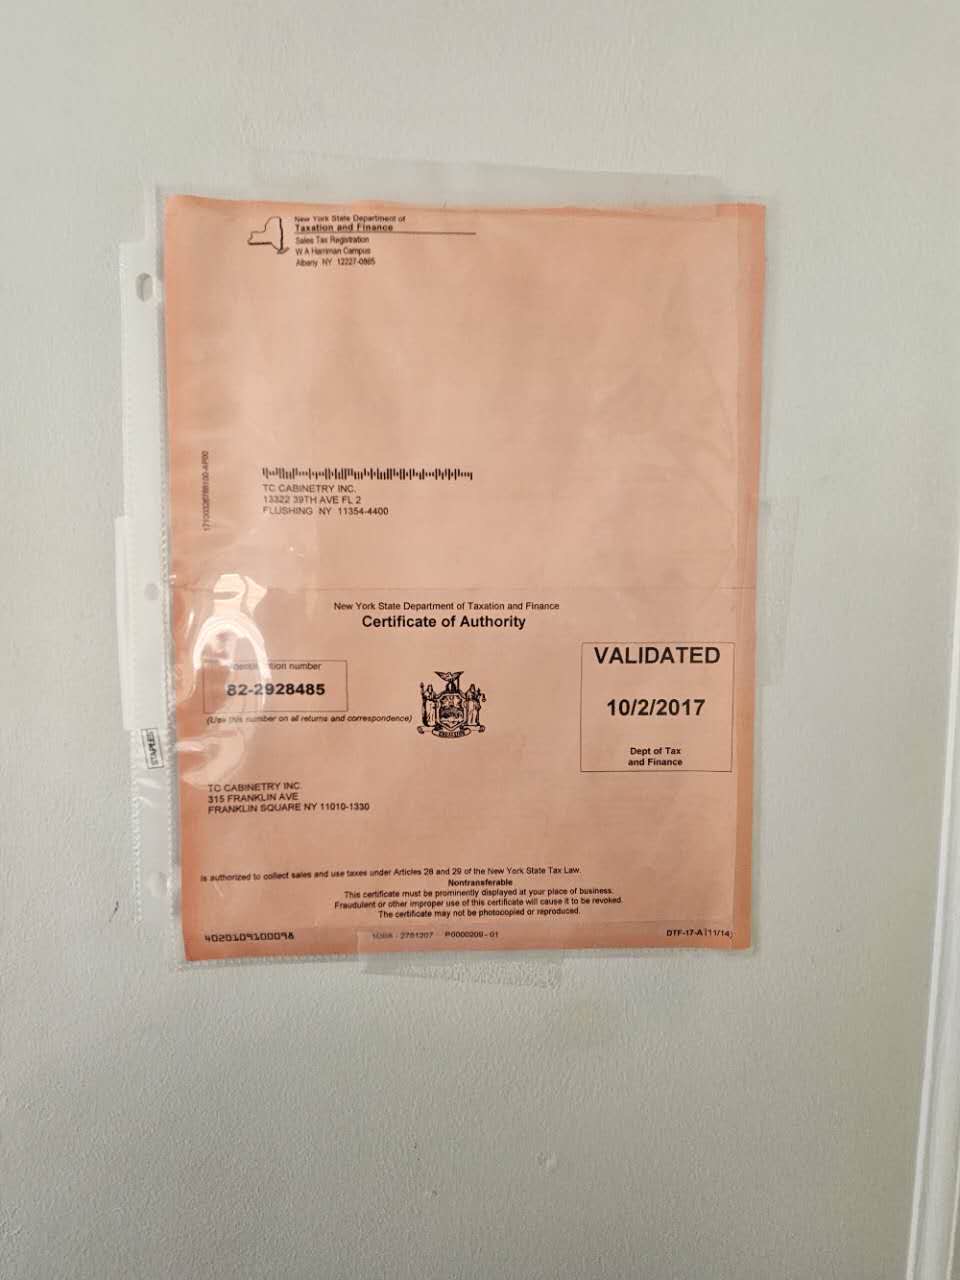 New York State Department of
Taxation and Finance
Sales Tax Registration
W A Harriman Campus
Albany NY 12227-0865
TC CABINETRY INC.
13322 39TH AVE FL 2
FLUSHING NY 11354-4400
New York State Department of Taxation and Finance
Certificate of Authority
Identification number
82-2928485
(Use this number on all returns and correspondence)
VALIDATED
10/2/2017
Dept of Tax
and Finance
STAPLES
TC CABINETRY INC.
315 FRANKLIN AVE
FRANKLIN SQUARE NY 11010-1330
is authorized to collect sales and use taxes under Articles 28 and 29 of the New York State Tax Law.
Nontransferable
This certificate must be prominently displayed at your place of business.
Fraudulent or other improper use of this certificate will cause it to be revoked.
The certificate may not be photocopied or reproduced.
4020109100098
2761207 P0000209-01
DTF-17-A (11/14)